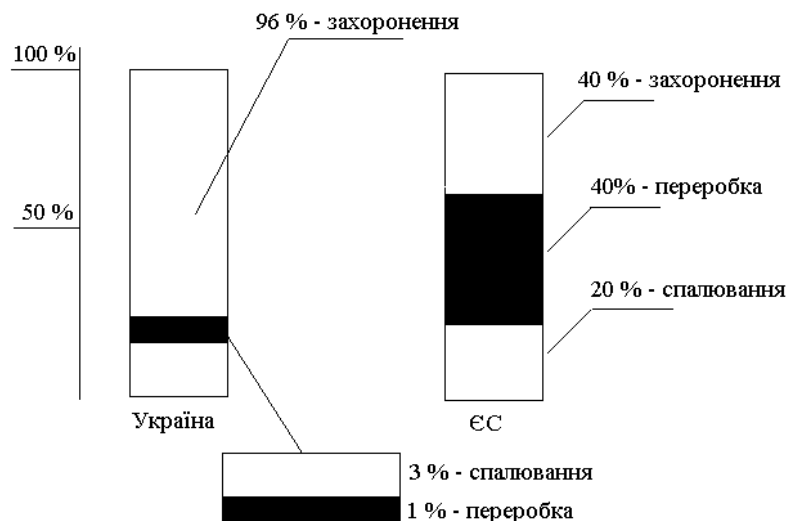 96 % - захоронення
100 %
40 % - захоронення
50 %
40% - переробка
20 % - спалювання
Україна
ЄС
3 % - спалювання
1 % - переробка